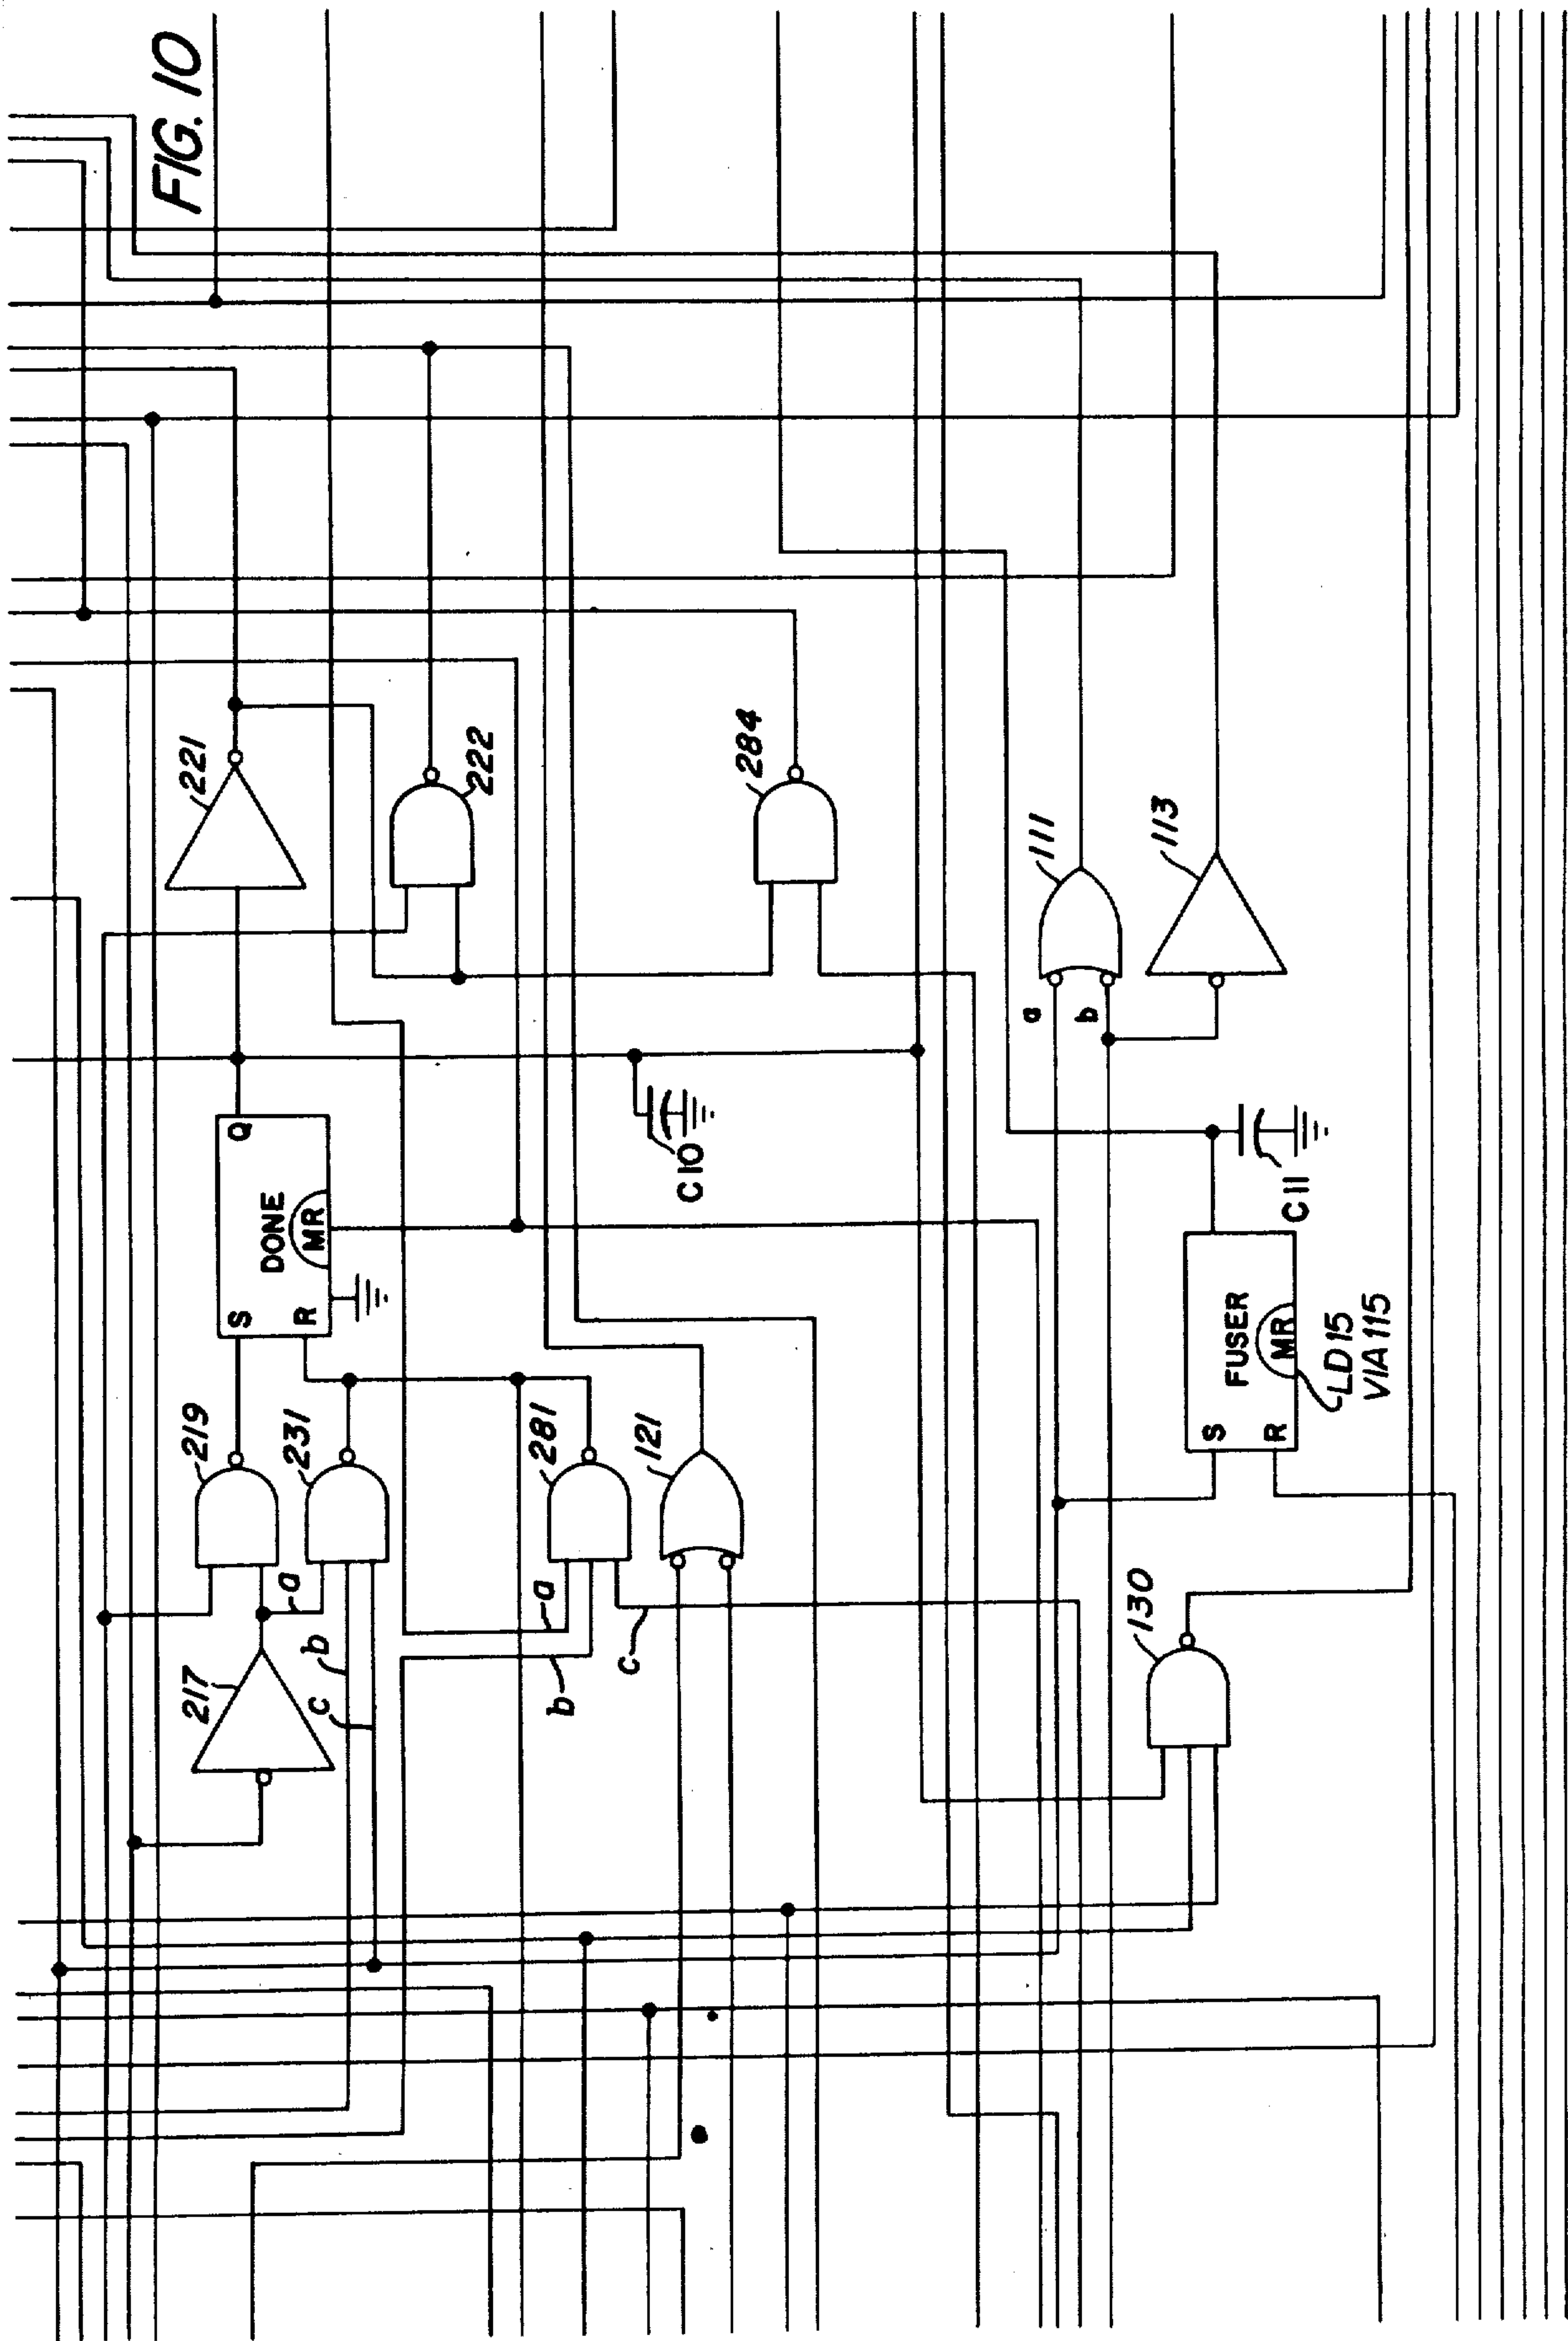 FIG. 10
221
222
284
111
a
b
113
DONE
S
R
Q
MR
C10
219
231
281
121
217
a
b
c
a
b
c
FUSER
S
R
MR
LD15
VIA 115
C11
130